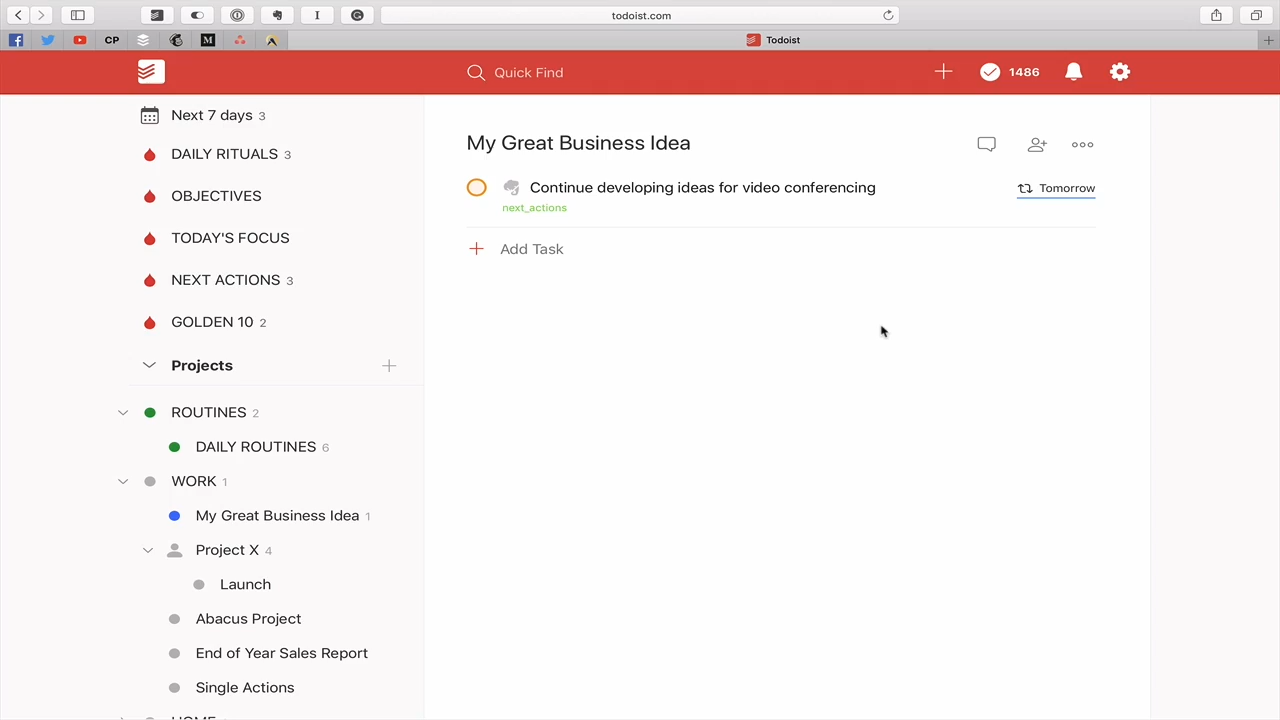 todoist.com
CP
M
Todoist
Quick Find
1486
Next 7 days 3
DAILY RITUALS 3
OBJECTIVES
TODAY'S FOCUS
NEXT ACTIONS 3
GOLDEN 10 2
Projects
ROUTINES 2
DAILY ROUTINES 6
WORK 1
My Great Business Idea 1
Project X 4
Launch
Abacus Project
End of Year Sales Report
Single Actions
HOME
My Great Business Idea
Continue developing ideas for video conferencing
Tomorrow
next_actions
Add Task